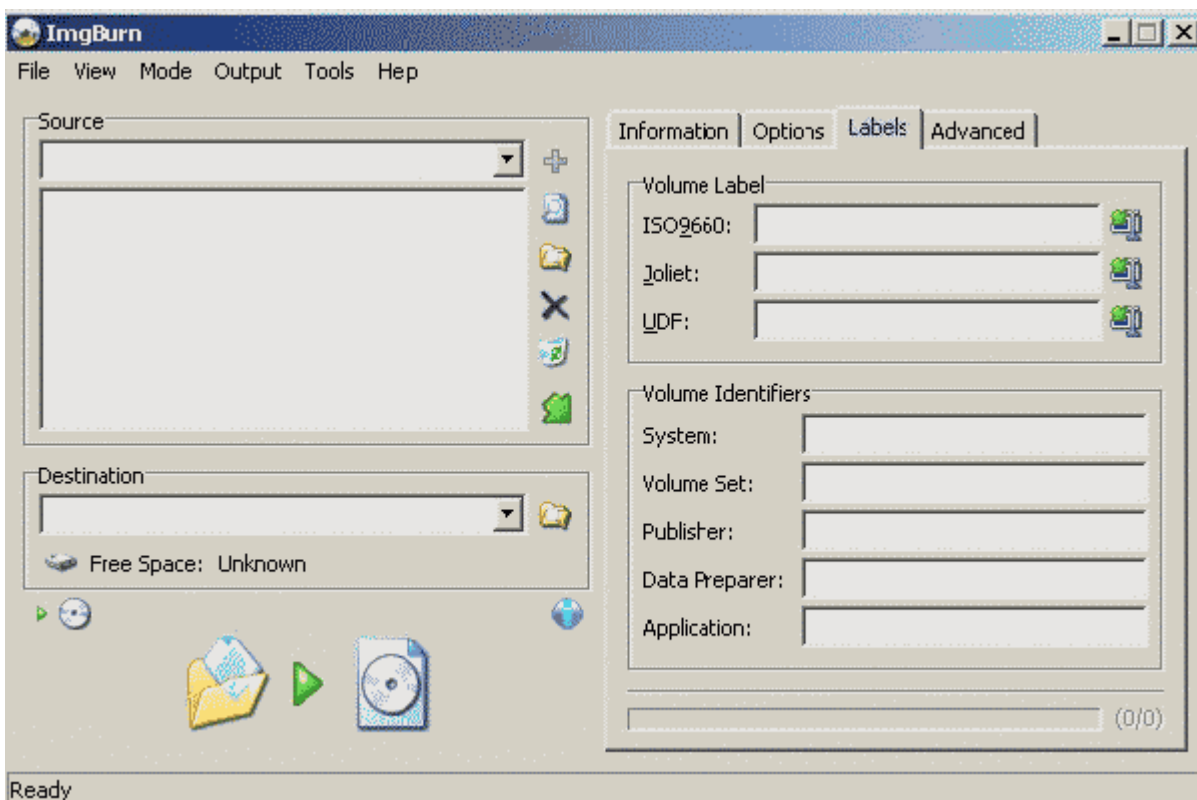 ImgBurn
File View Mode Output Tools Hep
Source
Destination
Free Space: Unknown
Information Options Labels Advanced
Volume Label
ISO9660:
Joliet:
UDF:
Volume Identifiers
System:
Volume Set:
Publisher:
Data Preparer:
Application:
(0/0)
Ready